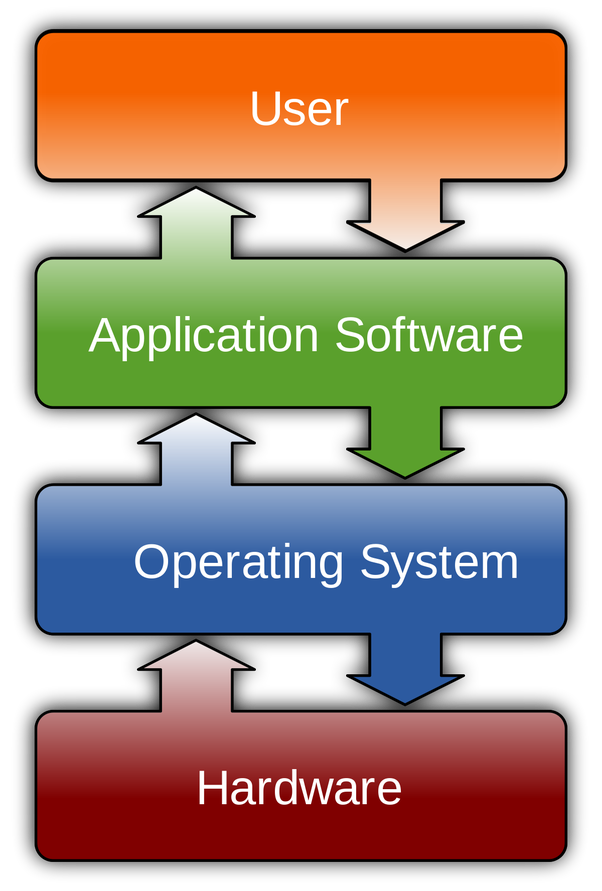 User
Application Software
Operating System
Hardware